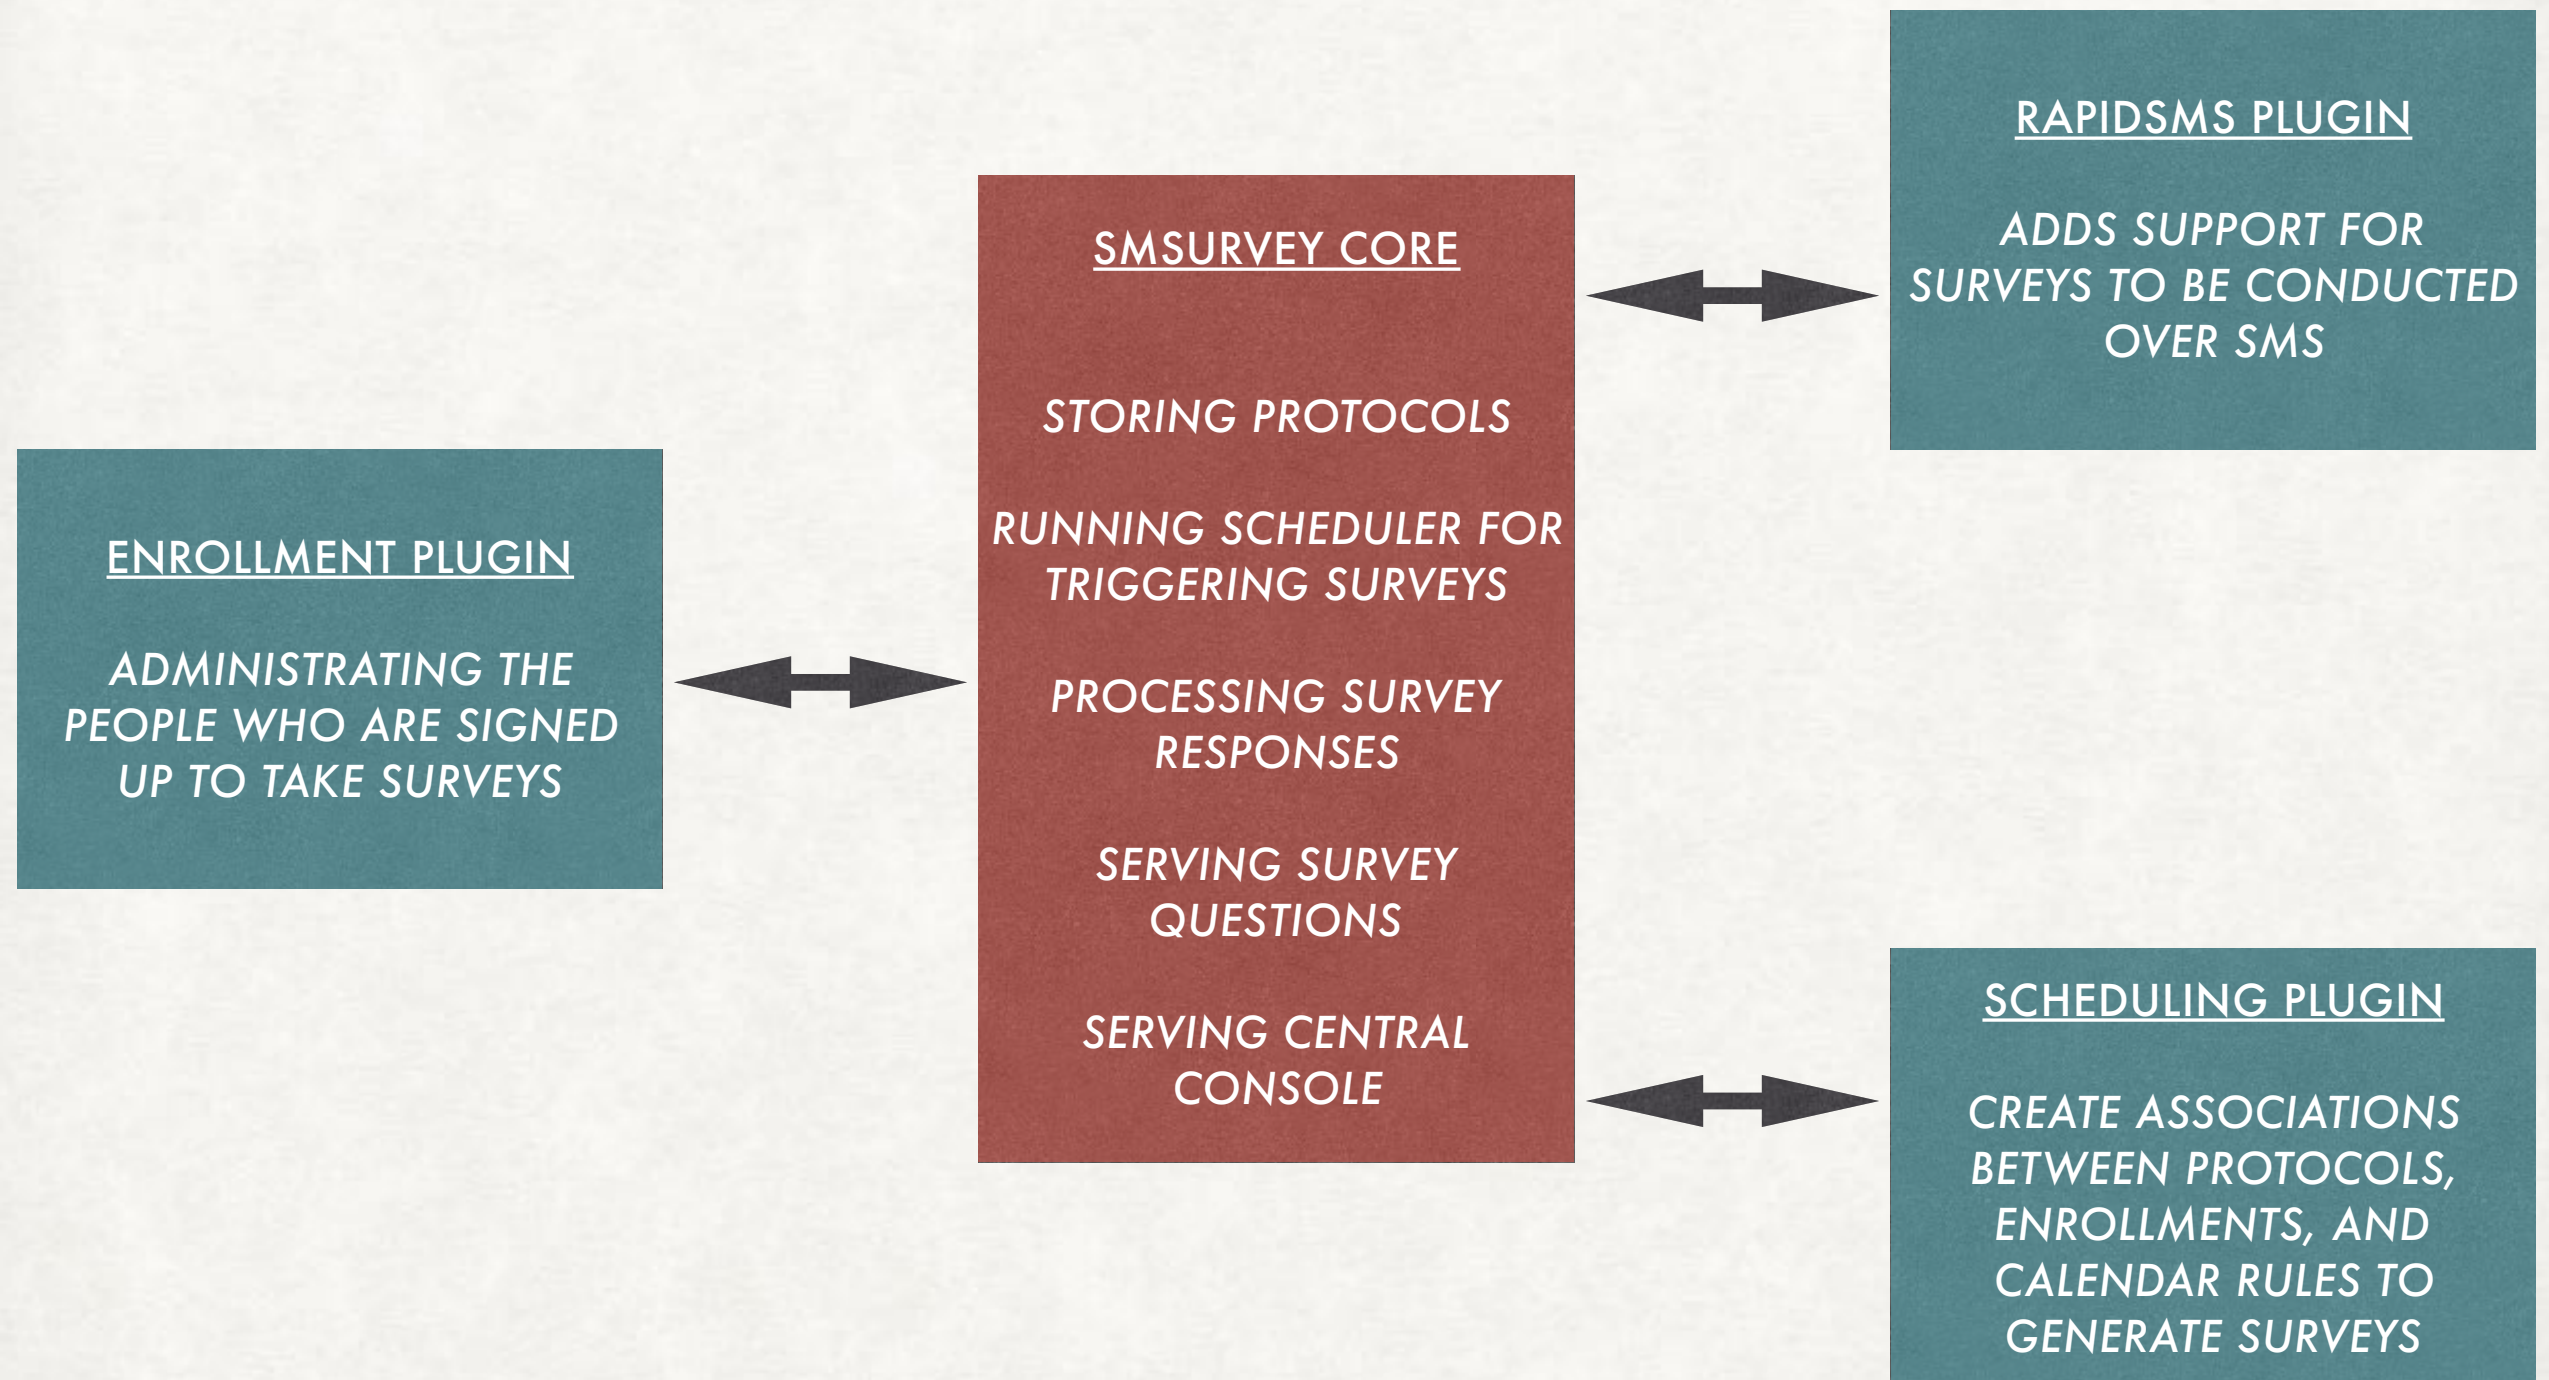 ENROLLMENT PLUGIN
ADMINISTRATING THE
PEOPLE WHO ARE SIGNED
UP TO TAKE SURVEYS
SMSURVEY CORE
STORING PROTOCOLS
RUNNING SCHEDULER FOR
TRIGGERING SURVEYS
PROCESSING SURVEY
RESPONSES
SERVING SURVEY
QUESTIONS
SERVING CENTRAL
CONSOLE
RAPIDSMS PLUGIN
ADDS SUPPORT FOR
SURVEYS TO BE CONDUCTED
OVER SMS
SCHEDULING PLUGIN
CREATE ASSOCIATIONS
BETWEEN PROTOCOLS,
ENROLLMENTS, AND
CALENDAR RULES TO
GENERATE SURVEYS